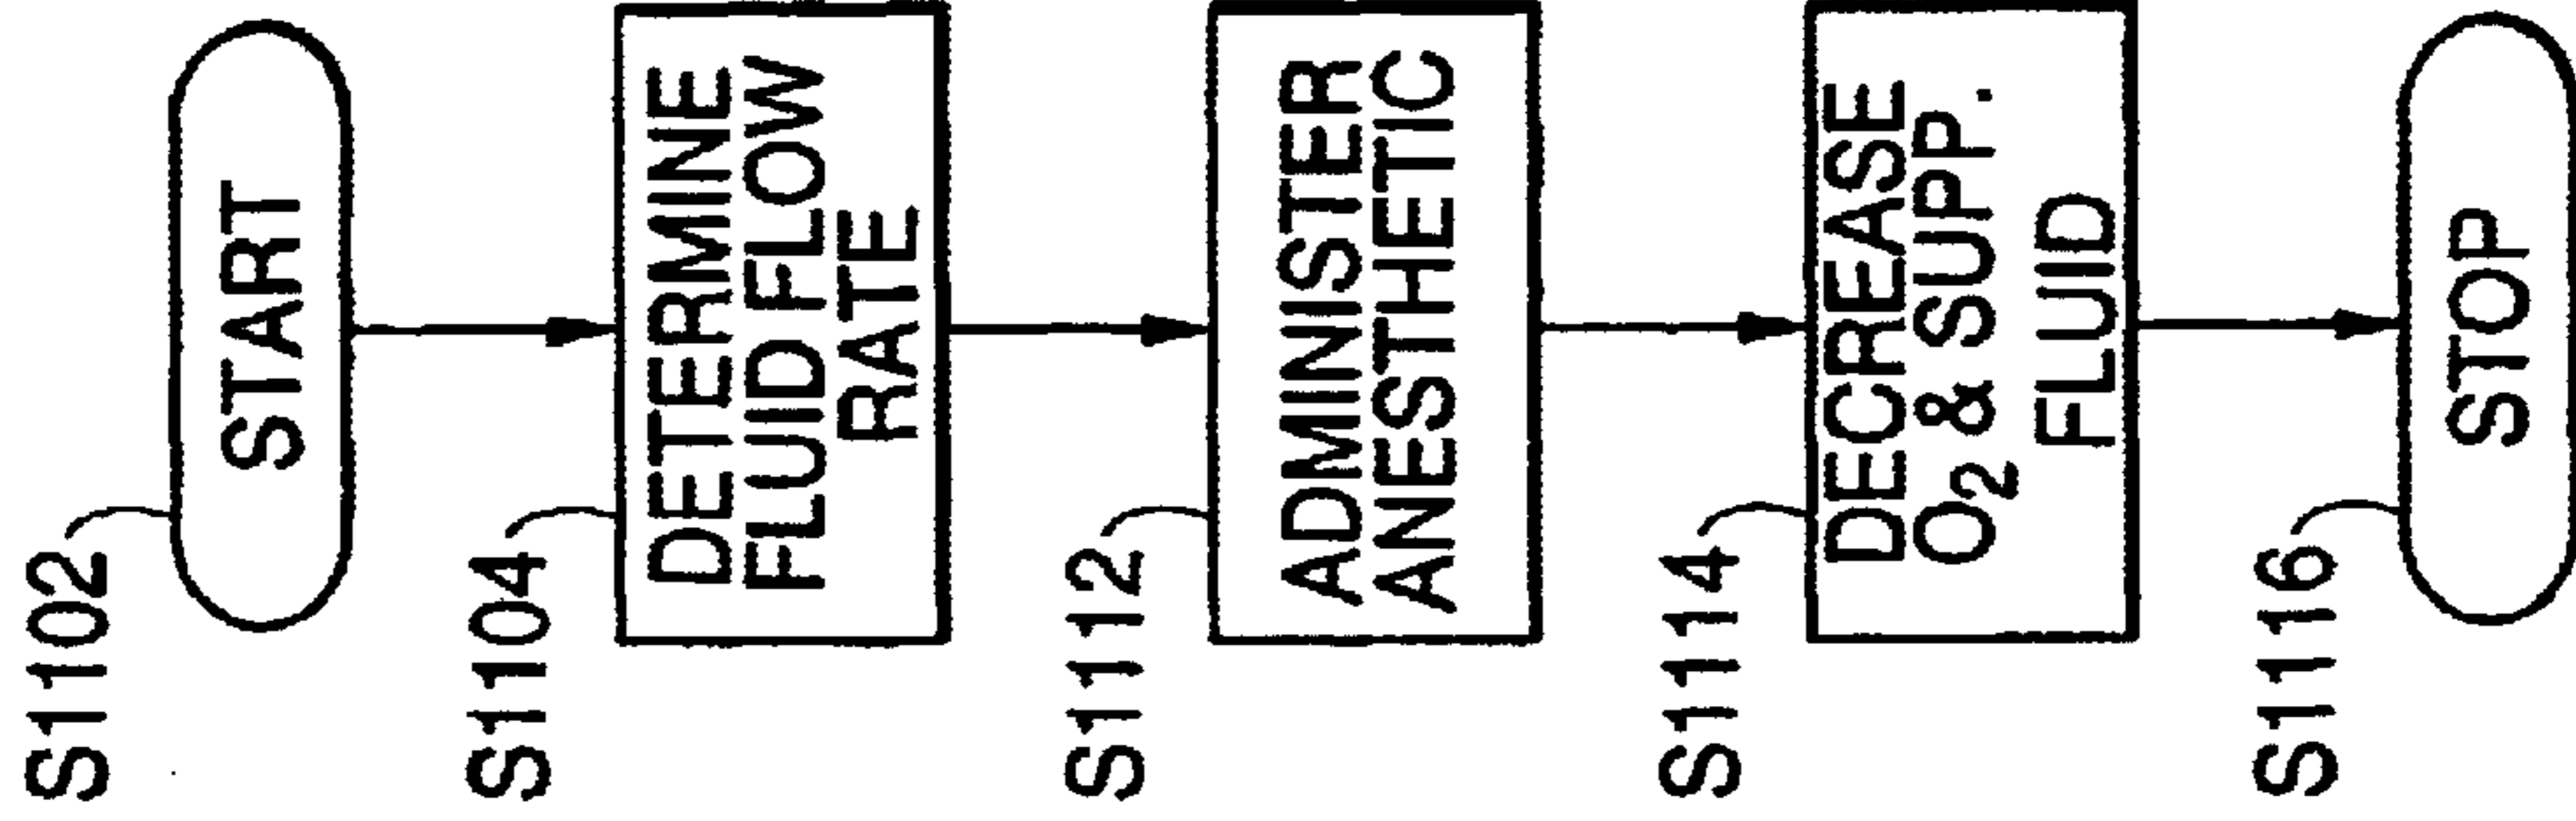 S1102
START
S1104
DETERMINE
FLUID FLOW
RATE
S1112
ADMINISTER
ANESTHETIC
S1114
DECREASE
O₂ & SUPP.
FLUID
S1116
STOP